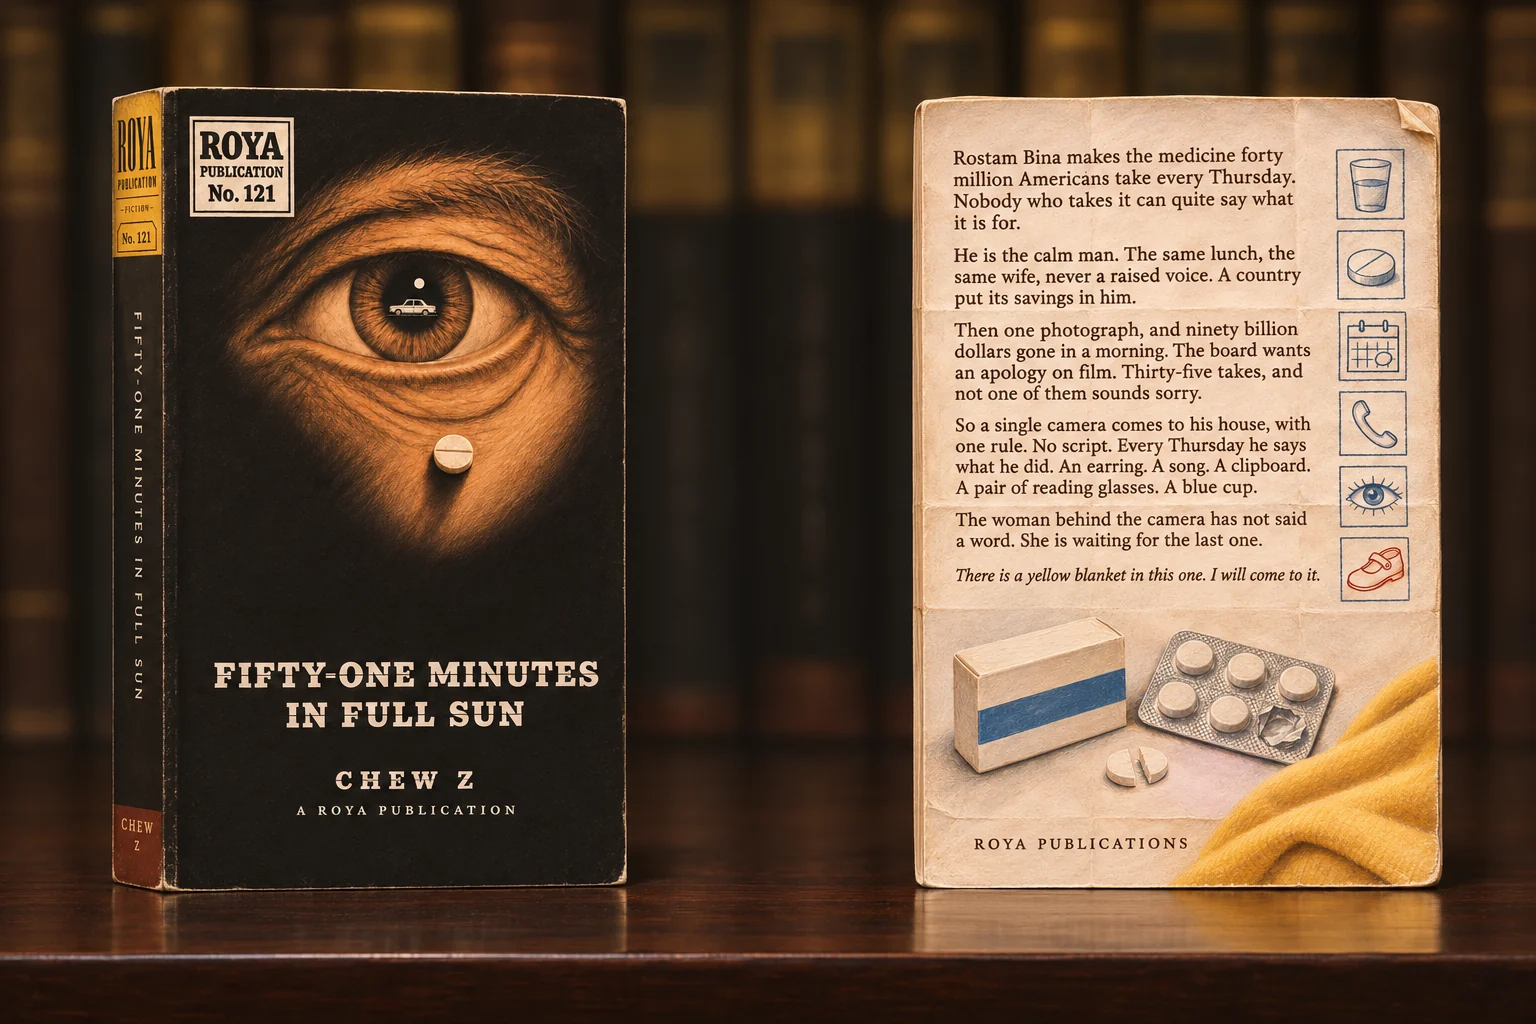 ROYA
PUBLICATION
–FICTION–
No. 121
FIFTY-ONE MINUTES IN FULL SUN
CHEW
Z
ROYA
PUBLICATION
No. 121
FIFTY-ONE MINUTES
IN FULL SUN
CHEW Z
A ROYA PUBLICATION
Rostam Bina makes the medicine forty
million Americans take every Thursday.
Nobody who takes it can quite say what
it is for.
He is the calm man. The same lunch, the
same wife, never a raised voice. A country
put its savings in him.
Then one photograph, and ninety billion
dollars gone in a morning. The board wants
an apology on film. Thirty-five takes, and
not one of them sounds sorry.
So a single camera comes to his house, with
one rule. No script. Every Thursday he says
what he did. An earring. A song. A clipboard.
A pair of reading glasses. A blue cup.
The woman behind the camera has not said
a word. She is waiting for the last one.
There is a yellow blanket in this one. I will come to it.
ROYA PUBLICATIONS